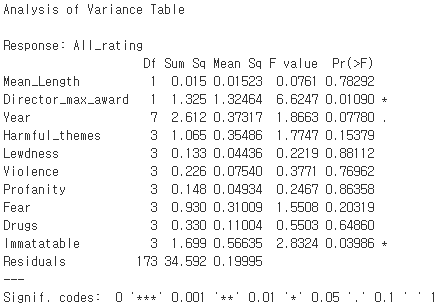 Analysis of Variance Table

Response: All_rating
                    Df Sum Sq Mean Sq F value  Pr(>F)
Mean_Length          1  0.015 0.01523  0.0761 0.78292
Director_max_award   1  1.325 1.32464  6.6247 0.01090 *
Year                 7  2.612 0.37317  1.8663 0.07780 .
Harmful_themes       3  1.065 0.35486  1.7747 0.15379
Lewdness             3  0.133 0.04436  0.2219 0.88112
Violence             3  0.226 0.07540  0.3771 0.76962
Profanity            3  0.148 0.04934  0.2467 0.86358
Fear                 3  0.930 0.31009  1.5508 0.20319
Drugs                3  0.330 0.11004  0.5503 0.64860
Immatatable          3  1.699 0.56635  2.8324 0.03986 *
Residuals          173 34.592 0.19995
---
Signif. codes:  0 '***' 0.001 '**' 0.01 '*' 0.05 '.' 0.1 ' ' 1